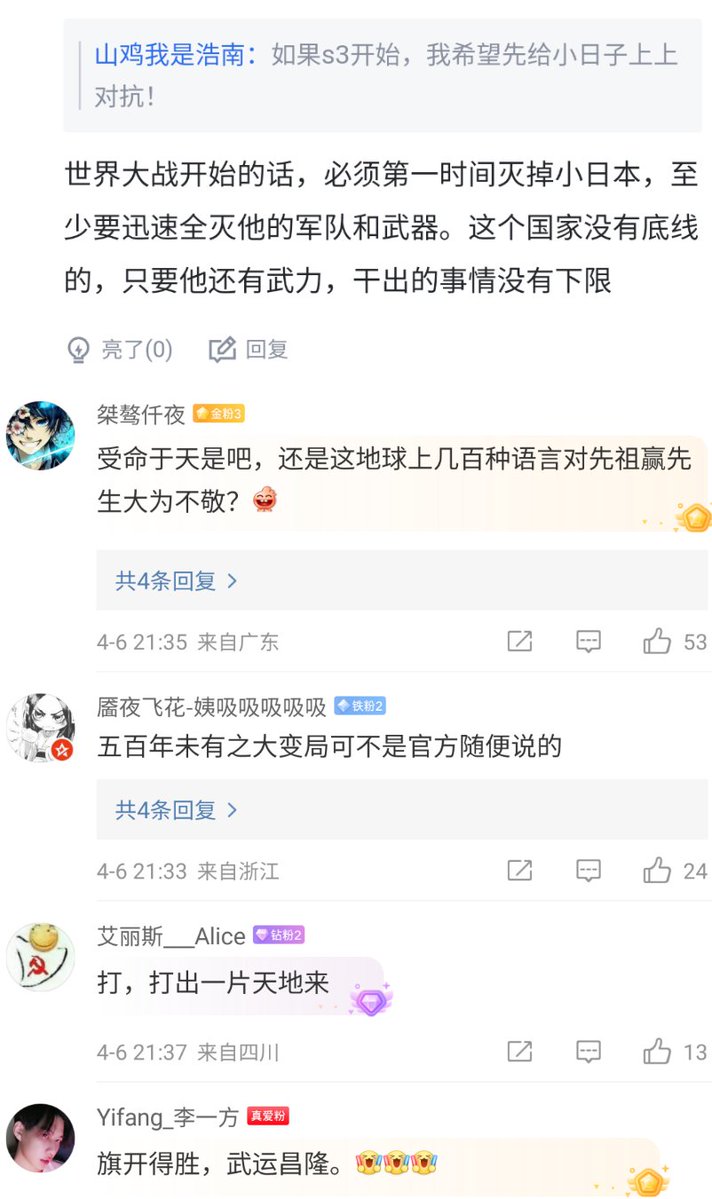 山鸡我是浩南：如果s3开始，我希望先给小日子上上
对抗！
世界大战开始的话，必须第一时间灭掉小日本，至
少要迅速全灭他的军队和武器。这个国家没有底线
的，只要他还有武力，干出的事情没有下限
亮了(0) 回复
桀骜仟夜 金粉3
受命于天是吧，还是这地球上几百种语言对先祖赢先
生大为不敬？
共4条回复 >
4-6 21:35 来自广东 53
靥夜飞花-姨吸吸吸吸吸 铁粉2
五百年未有之大变局可不是官方随便说的
共4条回复 >
4-6 21:33 来自浙江 24
艾丽斯___Alice 钻粉2
打，打出一片天地来
4-6 21:37 来自四川 13
Yifang_李一方 真爱粉
旗开得胜，武运昌隆。